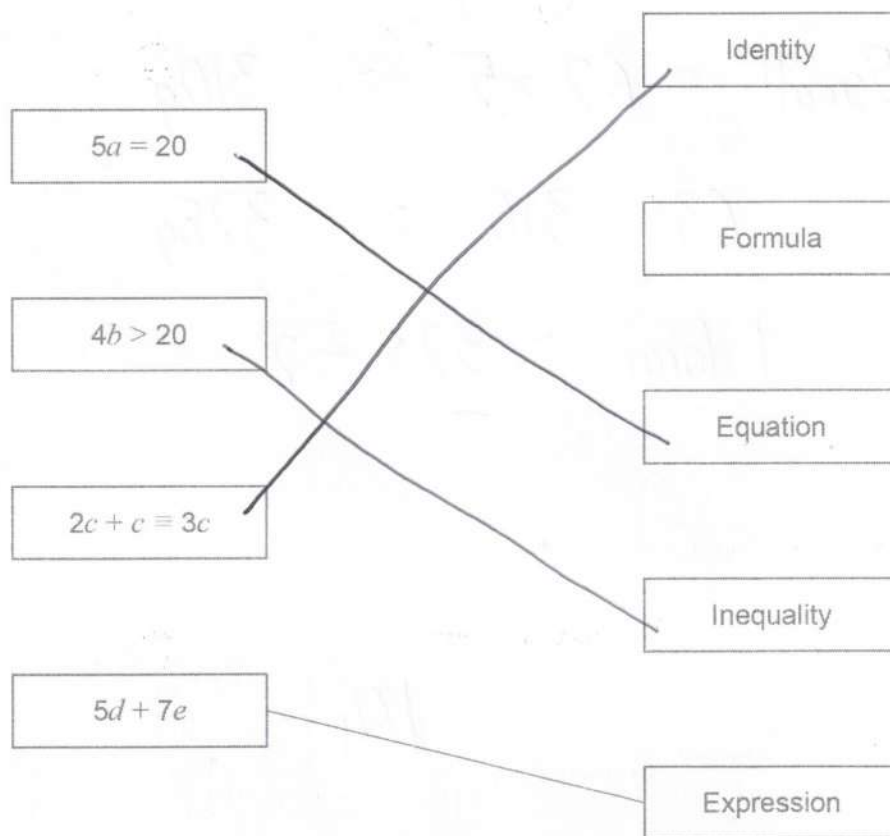 Identity
5a = 20
Formula
4b > 20
Equation
2c + c ≡ 3c
Inequality
5d + 7e
Expression